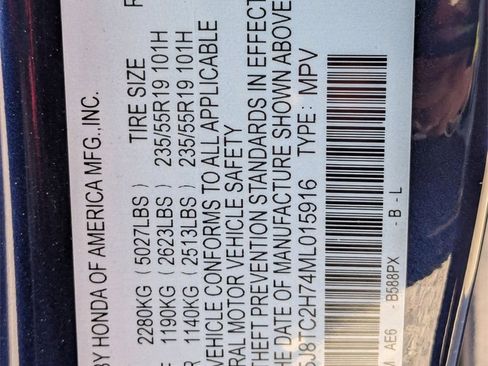 BY HONDA OF AMERICA MFG., INC.
TIRE SIZE
2280KG (5027LBS)
1190KG (2623LBS) 235/55R19 101H
1140KG (2513LBS) 235/55R19 101H
VEHICLE CONFORMS TO ALL APPLICABLE
MOTOR VEHICLE SAFETY
THEFT PREVENTION STANDARDS IN EFFECT
THE DATE OF MANUFACTURE SHOWN ABOVE
5J8TC2H74ML015916 TYPE: MPV
AE6 -B588PX -B-L